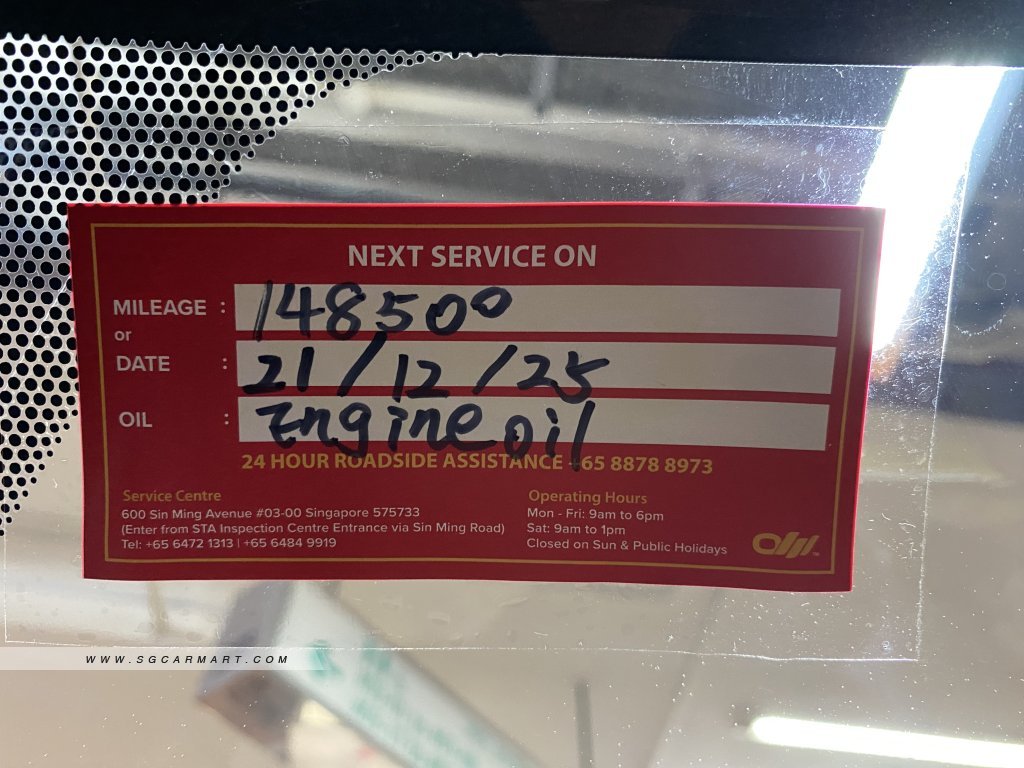 NEXT SERVICE ON
MILEAGE : 148500
or
DATE : 21/12/25
OIL : Engine oil
24 HOUR ROADSIDE ASSISTANCE +65 8878 8973
Service Centre
600 Sin Ming Avenue #03-00 Singapore 575733
(Enter from STA Inspection Centre Entrance via Sin Ming Road)
Tel: +65 6472 1313 | +65 6484 9919
Operating Hours
Mon - Fri: 9am to 6pm
Sat: 9am to 1pm
Closed on Sun & Public Holidays
WWW.SGCARMART.COM